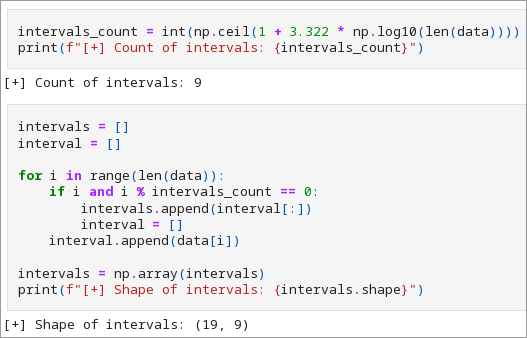 intervals_count = int(np.ceil(1 + 3.322 * np.log10(len(data))))
print(f"[+] Count of intervals: {intervals_count}")
[+] Count of intervals: 9
intervals = []
interval = []
for i in range(len(data)):
    if i and i % intervals_count == 0:
        intervals.append(interval[:])
        interval = []
    interval.append(data[i])
intervals = np.array(intervals)
print(f"[+] Shape of intervals: {intervals.shape}")
[+] Shape of intervals: (19, 9)